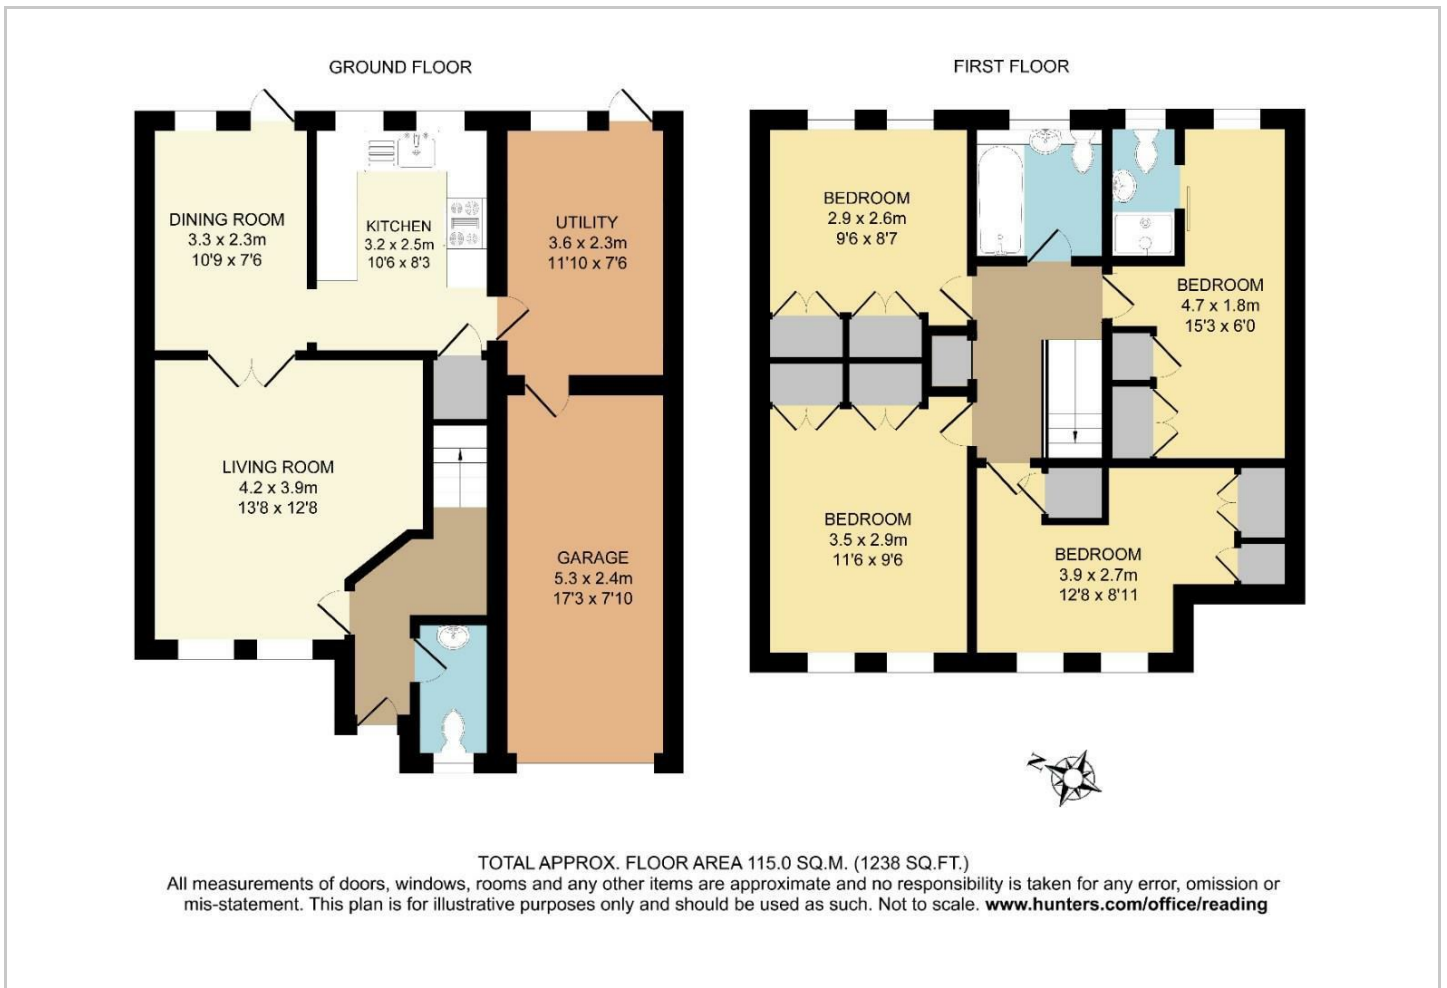 GROUND FLOOR
DINING ROOM
3.3 x 2.3m
10'9 x 7'6
KITCHEN
3.2 x 2.5m
10'6 x 8'3
UTILITY
3.6 x 2.3m
11'10 x 7'6
LIVING ROOM
4.2 x 3.9m
13'8 x 12'8
GARAGE
5.3 x 2.4m
17'3 x 7'10
FIRST FLOOR
BEDROOM
2.9 x 2.6m
9'6 x 8'7
BEDROOM
4.7 x 1.8m
15'3 x 6'0
BEDROOM
3.5 x 2.9m
11'6 x 9'6
BEDROOM
3.9 x 2.7m
12'8 x 8'11
N
TOTAL APPROX. FLOOR AREA 115.0 SQ.M. (1238 SQ.FT.)
All measurements of doors, windows, rooms and any other items are approximate and no responsibility is taken for any error, omission or
mis-statement. This plan is for illustrative purposes only and should be used as such. Not to scale. www.hunters.com/office/reading